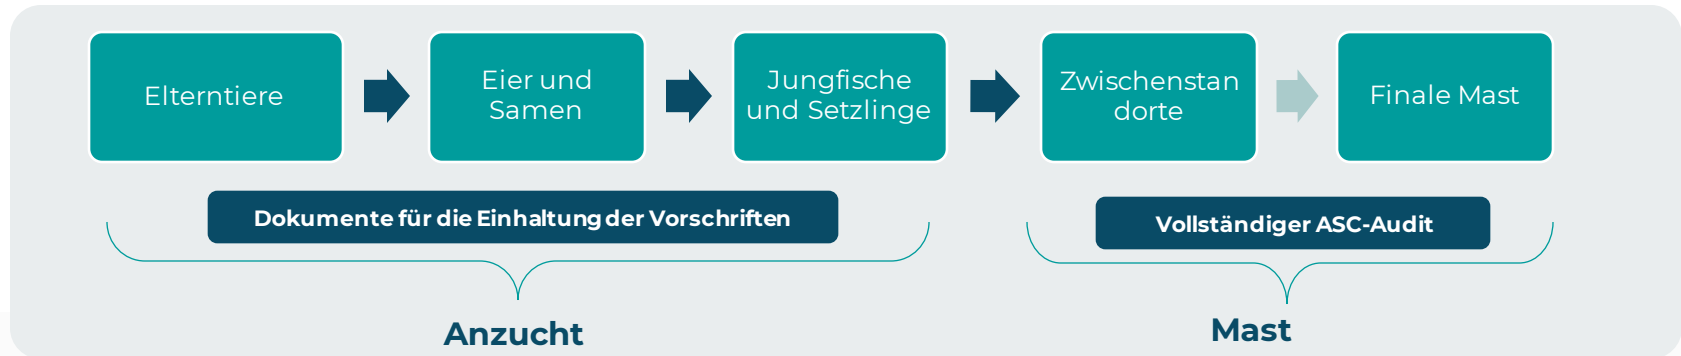 Elterntiere
Eier und
Samen
Jungfische
und Setzlinge
Zwischenstan
dorte
Finale Mast
Dokumente für die Einhaltung der Vorschriften
Vollständiger ASC-Audit
Anzucht
Mast